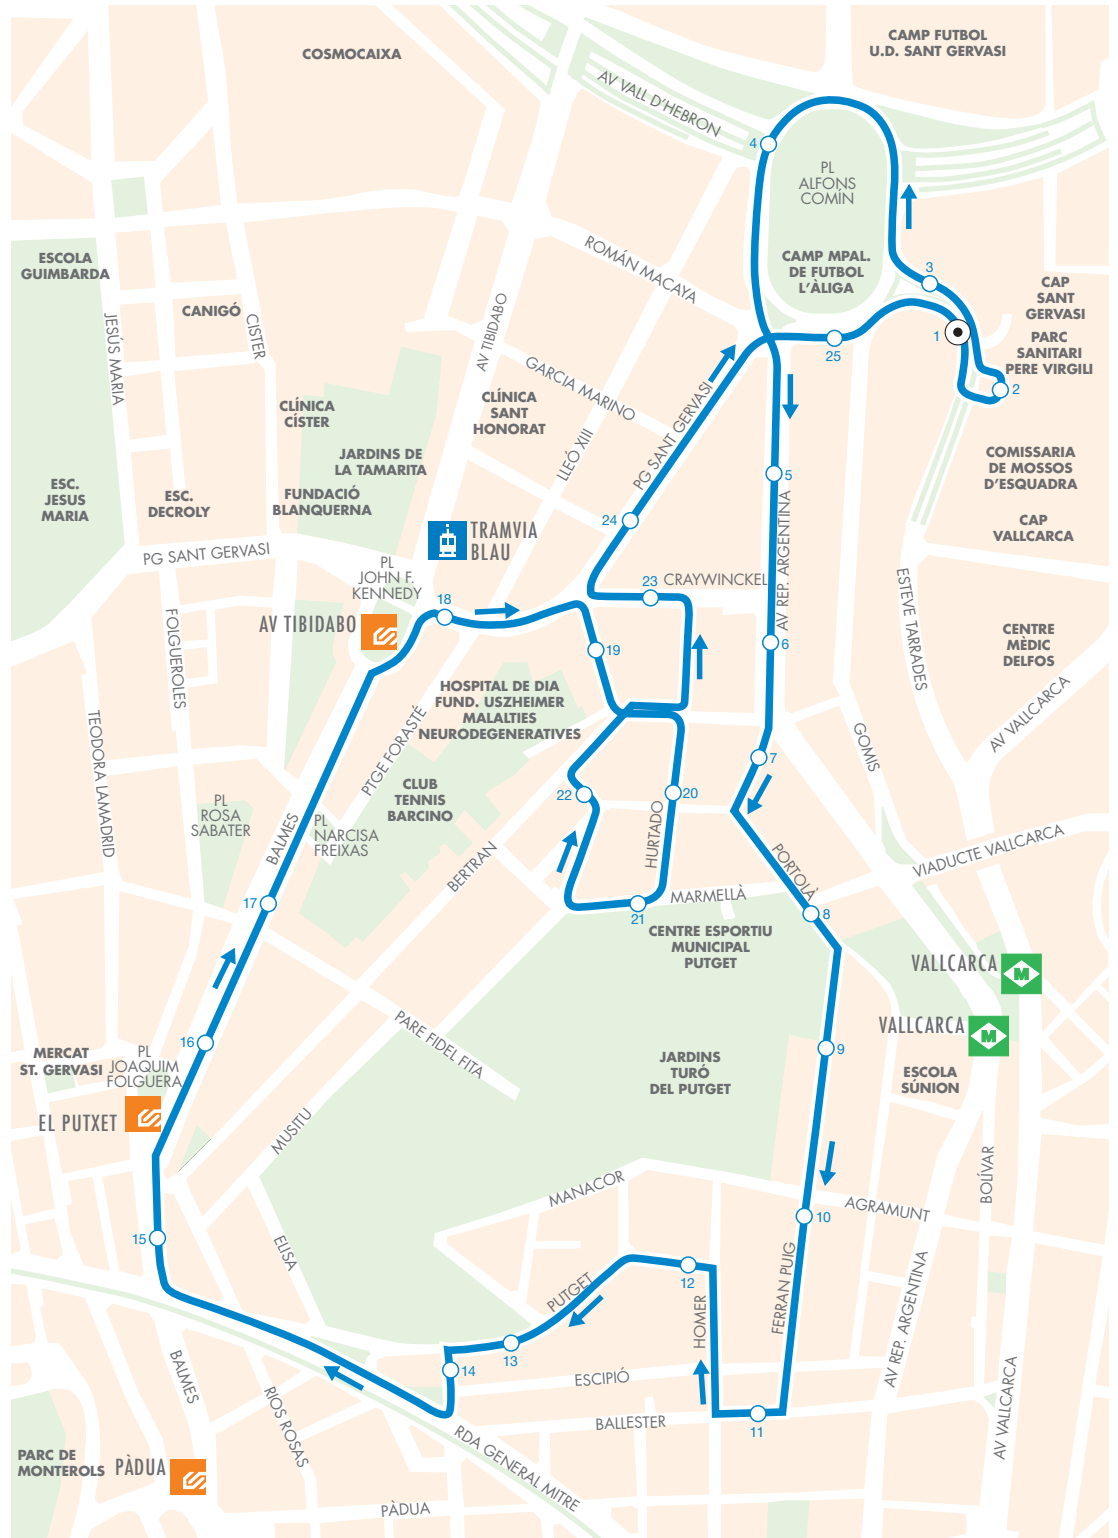 COSMOCAIXA
CAMP FUTBOL
U.D. SANT GERVASI
AV VALL D'HEBRON
4
PL
ALFONS
COMÍN
CAMP MPAL.
DE FUTBOL
L'ÀLIGA
3
1
2
25
CAP
SANT
GERVASI
PARC
SANITARI
PERE VIRGILI
ROMÁN MACAYA
ESCOLA
GUIMBARDA
CANIGÓ
JESÚS MARIA
CISTER
AV TIBIDABO
GARCIA MARINO
CLÍNICA
SANT
HONORAT
CLÍNICA
CÍSTER
JARDINS DE
LA TAMARITA
LLEÓ XIII
PG SANT GERVASI
5
COMISSARIA
DE MOSSOS
D'ESQUADRA
ESC.
JESUS
MARIA
ESC.
DECROLY
FUNDACIÓ
BLANQUERNA
24
AV REP. ARGENTINA
CAP
VALLCARCA
TRAMVIA
BLAU
PG SANT GERVASI
PL
JOHN F.
KENNEDY
23
CRAYWINCKEL
ESTEVE TARRADES
18
AV TIBIDABO
FOLGUEROLES
19
6
CENTRE
MÈDIC
DELFOS
HOSPITAL DE DIA
FUND. USZHEIMER
MALALTIES
NEURODEGENERATIVES
PTGE FORASTÉ
AV VALLCARCA
GOMIS
7
TEODORA LAMADRID
CLUB
TENNIS
BARCINO
22
20
PL
ROSA
SABATER
BALMES
PL
NARCISA
FREIXAS
BERTRAN
HURTADO
PORTOLÀ
VIADUCTE VALLCARCA
17
21
MARMELLÀ
8
CENTRE ESPORTIU
MUNICIPAL
PUTGET
VALLCARCA
M
VALLCARCA
M
16
PARE FIDEL FITA
9
MERCAT
ST. GERVASI
PL
JOAQUIM
FOLGUERA
JARDINS
TURÓ
DEL PUTGET
ESCOLA
SÚNION
EL PUTXET
MUSITU
BOLÍVAR
MANACOR
AGRAMUNT
10
15
ELISA
FERRAN PUIG
12
PUTGET
HOMER
AV REP. ARGENTINA
13
14
BALMES
ESCIPIÓ
AV VALLCARCA
RIOS ROSAS
BALLESTER
11
RDA GENERAL MITRE
PARC DE
MONTEROLS
PÀDUA
PÀDUA